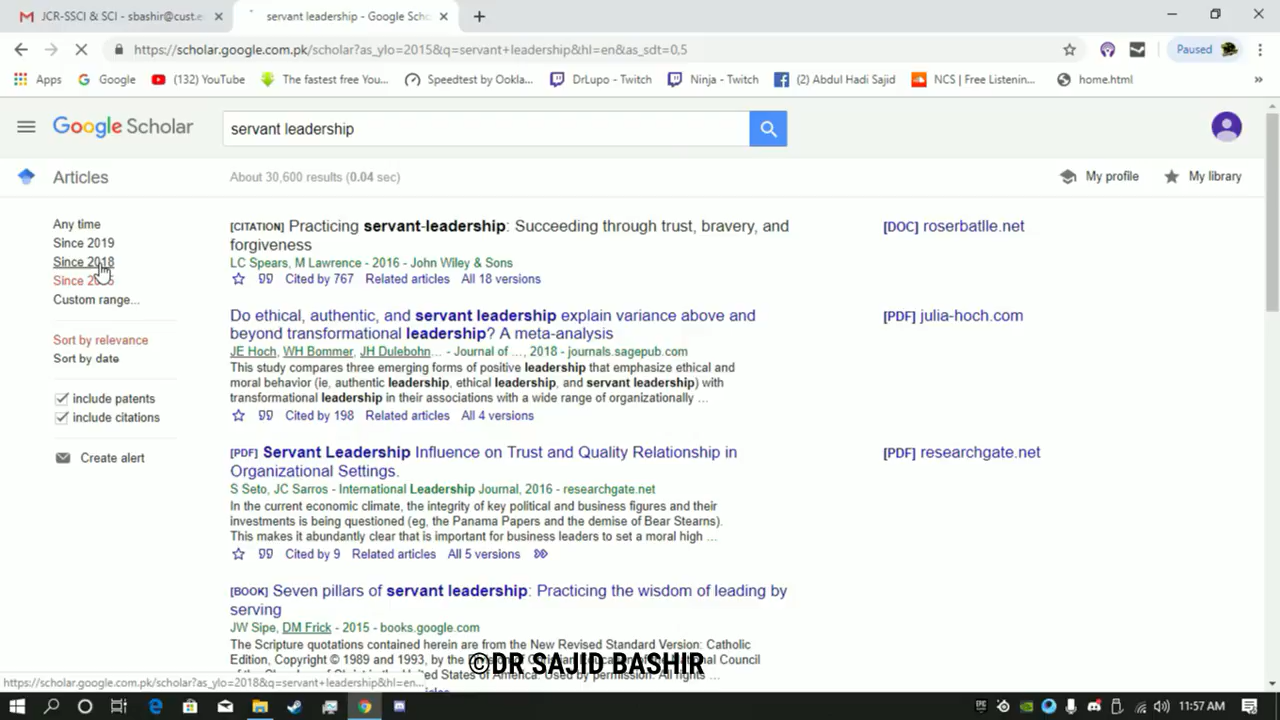 JCR-SSCI & SCI - sbashir@cust.e
servant leadership - Google Scho
https://scholar.google.com.pk/scholar?as_ylo=2015&q=servant+leadership&hl=en&as_sdt=0,5
Paused
Apps
Google
(132) YouTube
The fastest free You...
Speedtest by Ookla...
DrLupo - Twitch
Ninja - Twitch
(2) Abdul Hadi Sajid
NCS | Free Listenin...
home.html
Google Scholar
servant leadership
Articles
About 30,600 results (0.04 sec)
My profile
My library
Any time
Since 2019
Since 2018
Custom range...
Sort by relevance
Sort by date
include patents
include citations
Create alert
[CITATION] Practicing servant-leadership: Succeeding through trust, bravery, and
forgiveness
LC Spears, M Lawrence - 2016 - John Wiley & Sons
Cited by 767 Related articles All 18 versions
[DOC] roserbatlle.net
Do ethical, authentic, and servant leadership explain variance above and
beyond transformational leadership? A meta-analysis
JE Hoch, WH Bommer, JH Dulebohn... - Journal of ..., 2018 - journals.sagepub.com
This study compares three emerging forms of positive leadership that emphasize ethical and
moral behavior (ie, authentic leadership, ethical leadership, and servant leadership) with
transformational leadership in their associations with a wide range of organizationally ...
Cited by 198 Related articles All 4 versions
[PDF] julia-hoch.com
[PDF] Servant Leadership Influence on Trust and Quality Relationship in
Organizational Settings.
S Seto, JC Sarros - International Leadership Journal, 2016 - researchgate.net
In the current economic climate, the integrity of key political and business figures and their
investments is being questioned (eg, the Panama Papers and the demise of Bear Stearns).
This makes it abundantly clear that is important for business leaders to set a moral high ...
Cited by 9 Related articles All 5 versions
[PDF] researchgate.net
[BOOK] Seven pillars of servant leadership: Practicing the wisdom of leading by
serving
JW Sipe, DM Frick - 2015 - books.google.com
The Scripture quotations contained herein are from the New Revised Standard Version: Catholic
Edition, Copyright © 1989 and 1993, by the National Council
©DR SAJID BASHIR
https://scholar.google.com.pk/scholar?as_ylo=2018&q=servant+leadership&hl=en...
11:57 AM